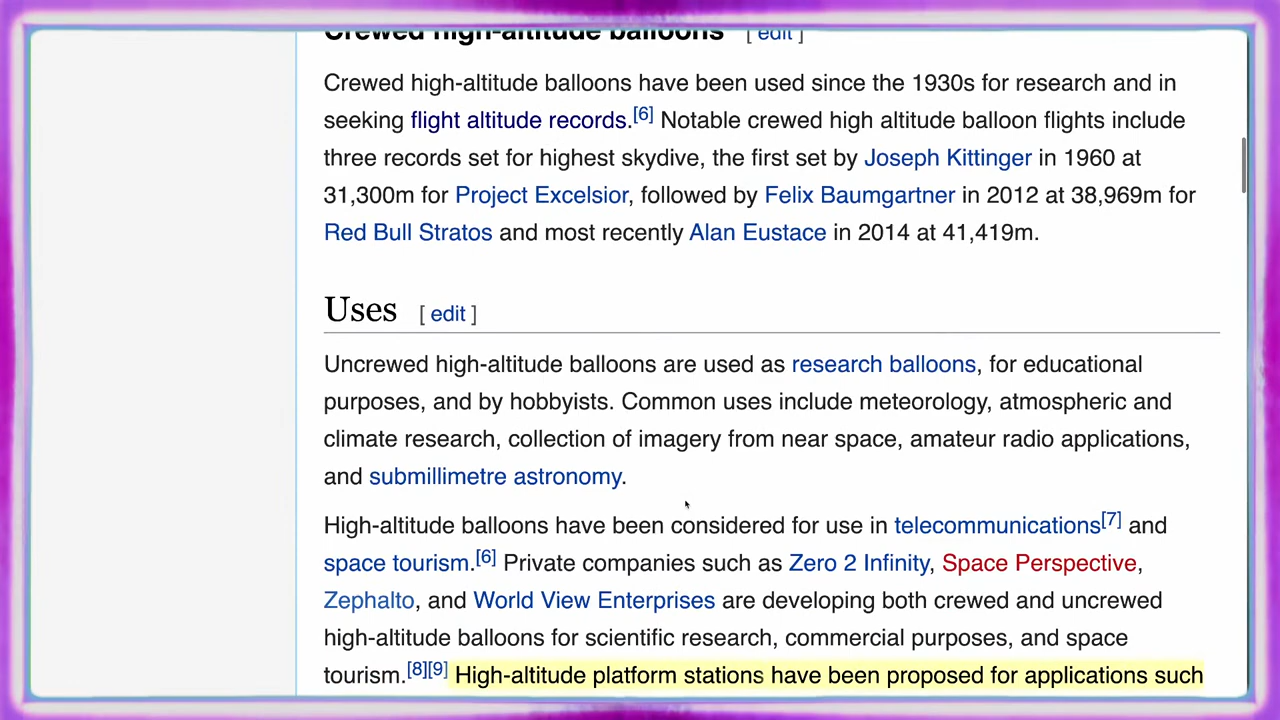 Crewed high-altitude balloons [ edit ]
Crewed high-altitude balloons have been used since the 1930s for research and in
seeking flight altitude records.[6] Notable crewed high altitude balloon flights include
three records set for highest skydive, the first set by Joseph Kittinger in 1960 at
31,300m for Project Excelsior, followed by Felix Baumgartner in 2012 at 38,969m for
Red Bull Stratos and most recently Alan Eustace in 2014 at 41,419m.
Uses [ edit ]
Uncrewed high-altitude balloons are used as research balloons, for educational
purposes, and by hobbyists. Common uses include meteorology, atmospheric and
climate research, collection of imagery from near space, amateur radio applications,
and submillimetre astronomy.
High-altitude balloons have been considered for use in telecommunications[7] and
space tourism.[6] Private companies such as Zero 2 Infinity, Space Perspective,
Zephalto, and World View Enterprises are developing both crewed and uncrewed
high-altitude balloons for scientific research, commercial purposes, and space
tourism.[8][9] High-altitude platform stations have been proposed for applications such